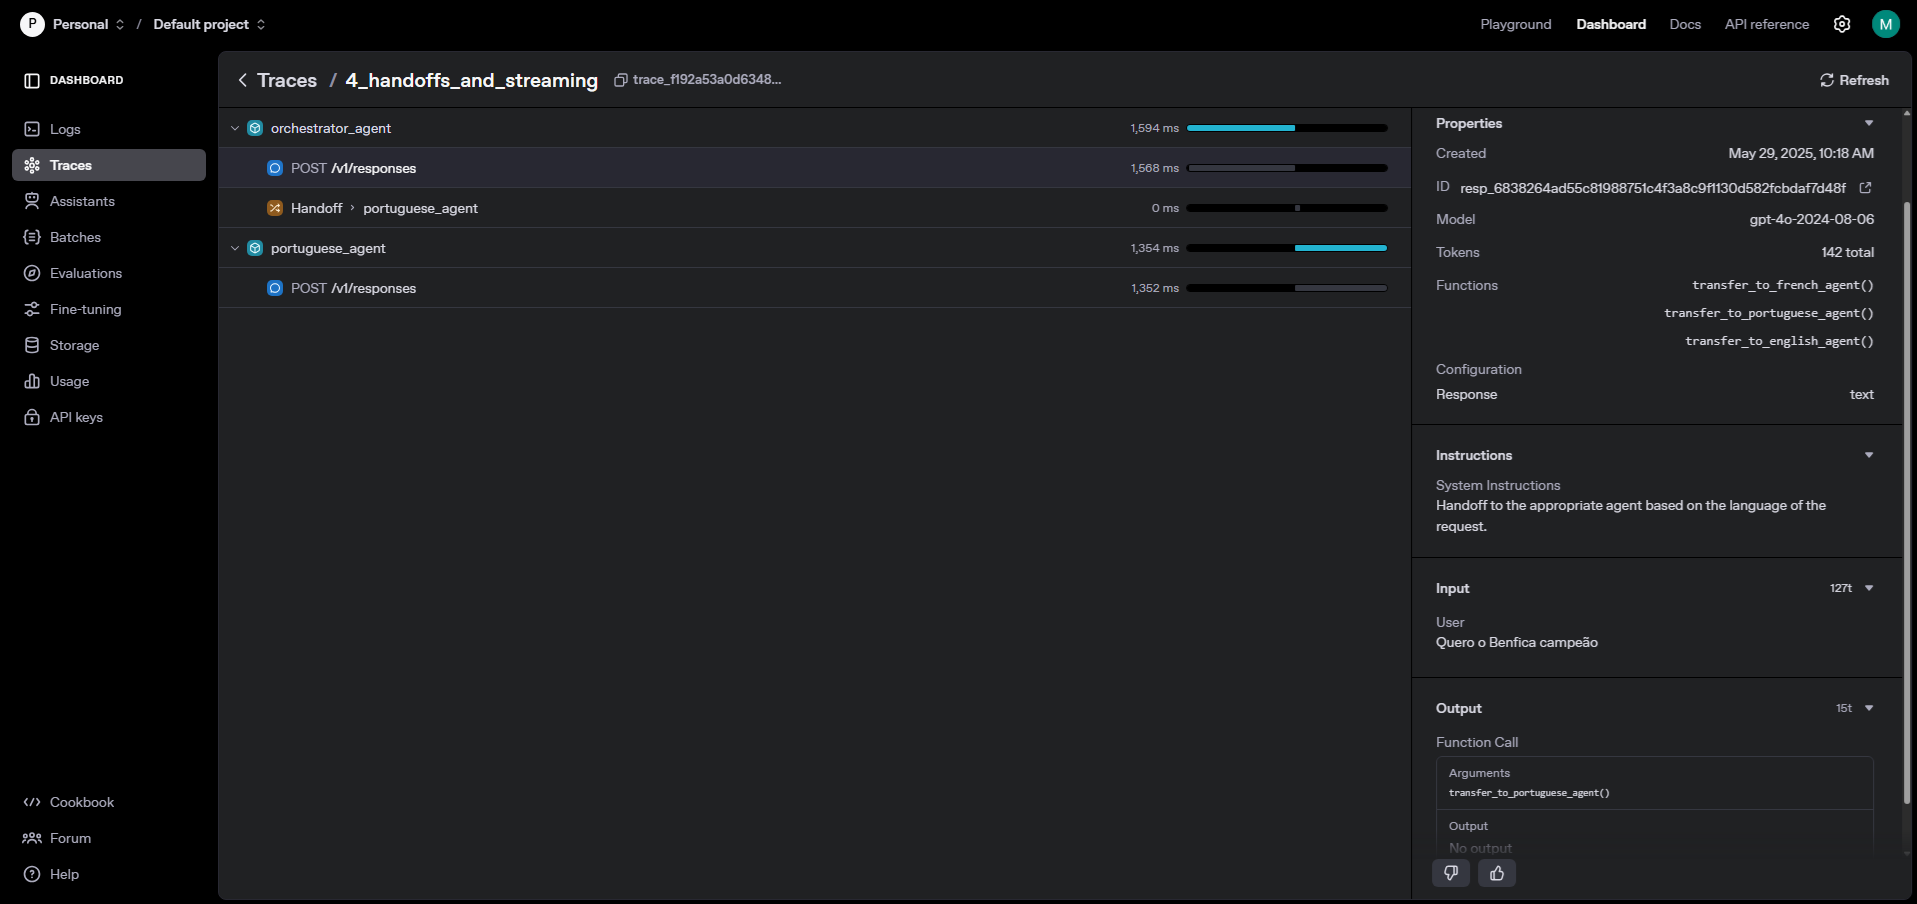 P Personal / Default project
Playground Dashboard Docs API reference M
DASHBOARD
Logs
Traces
Assistants
Batches
Evaluations
Fine-tuning
Storage
Usage
API keys
Cookbook
Forum
Help
Traces / 4_handoffs_and_streaming trace_f192a53a0d6348...
Refresh
orchestrator_agent 1,594 ms
POST /v1/responses 1,568 ms
Handoff > portuguese_agent 0 ms
portuguese_agent 1,354 ms
POST /v1/responses 1,352 ms
Properties
Created May 29, 2025, 10:18 AM
ID resp_6838264ad55c81988751c4f3a8c9f1130d582fcbdaf7d48f
Model gpt-4o-2024-08-06
Tokens 142 total
Functions transfer_to_french_agent()
transfer_to_portuguese_agent()
transfer_to_english_agent()
Configuration
Response text
Instructions
System Instructions
Handoff to the appropriate agent based on the language of the
request.
Input 127t
User
Quero o Benfica campeão
Output 15t
Function Call
Arguments
transfer_to_portuguese_agent()
Output
No output